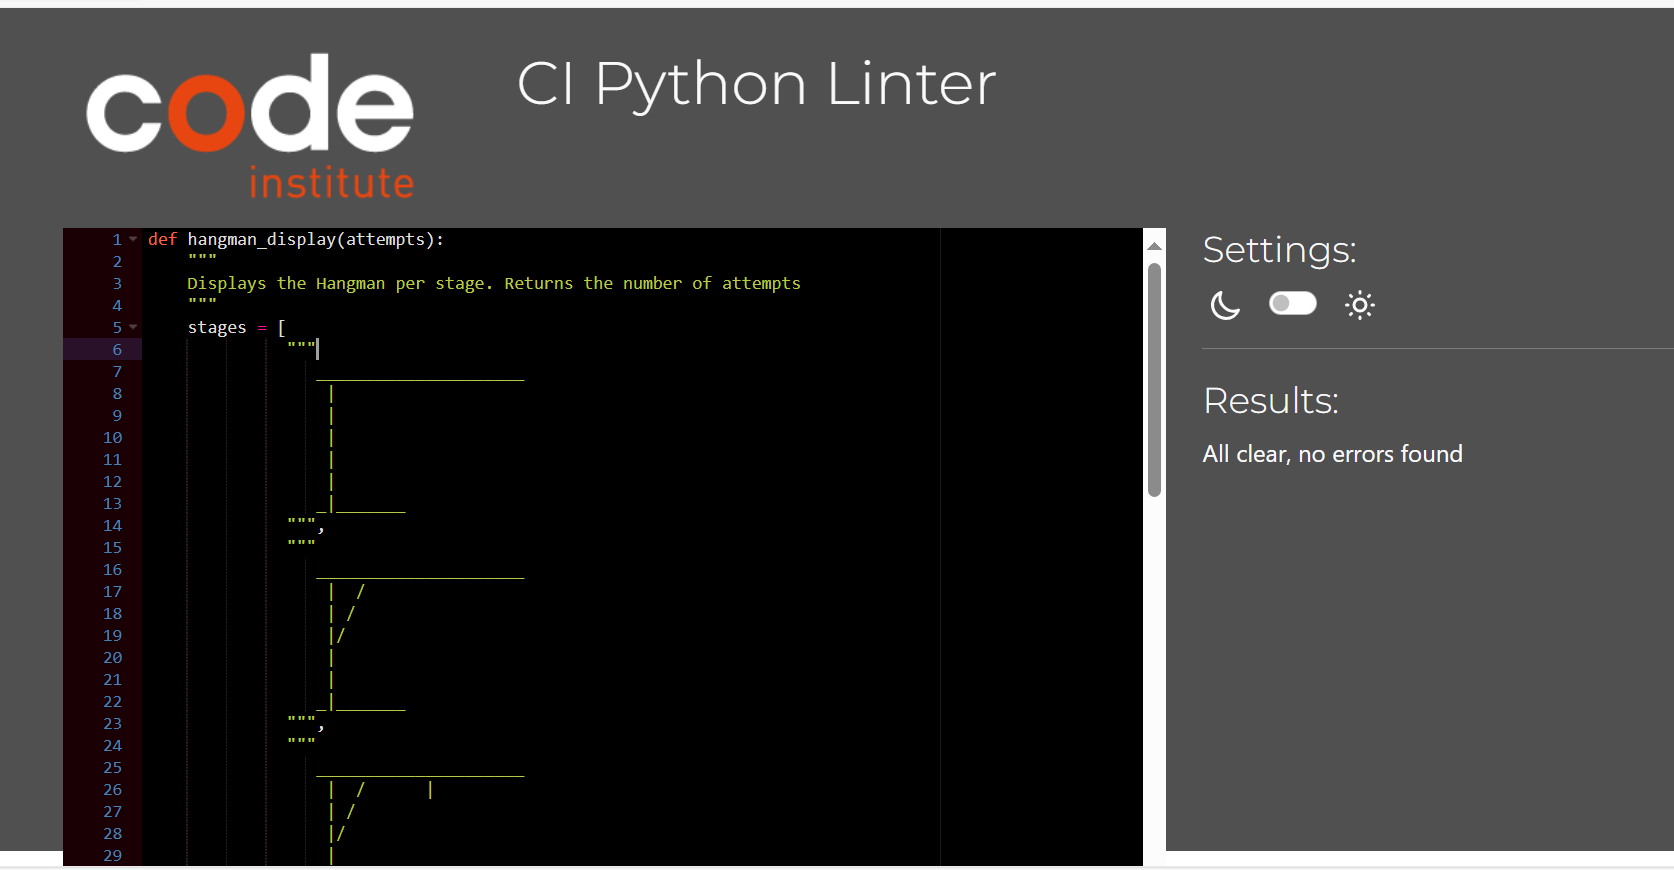 code
institute
CI Python Linter
1 def hangman_display(attempts):
2     """
3     Displays the Hangman per stage. Returns the number of attempts
4     """
5     stages = [
6               """
7                  _____________________
8                   |
9                   |
10                   |
11                   |
12                   |
13                  _|_______
14               """,
15               """
16                  _____________________
17                   |  /
18                   | /
19                   |/
20                   |
21                   |
22                  _|_______
23               """,
24               """
25                  _____________________
26                   |  /      |
27                   | /
28                   |/
29                   |
Settings:
Results:
All clear, no errors found